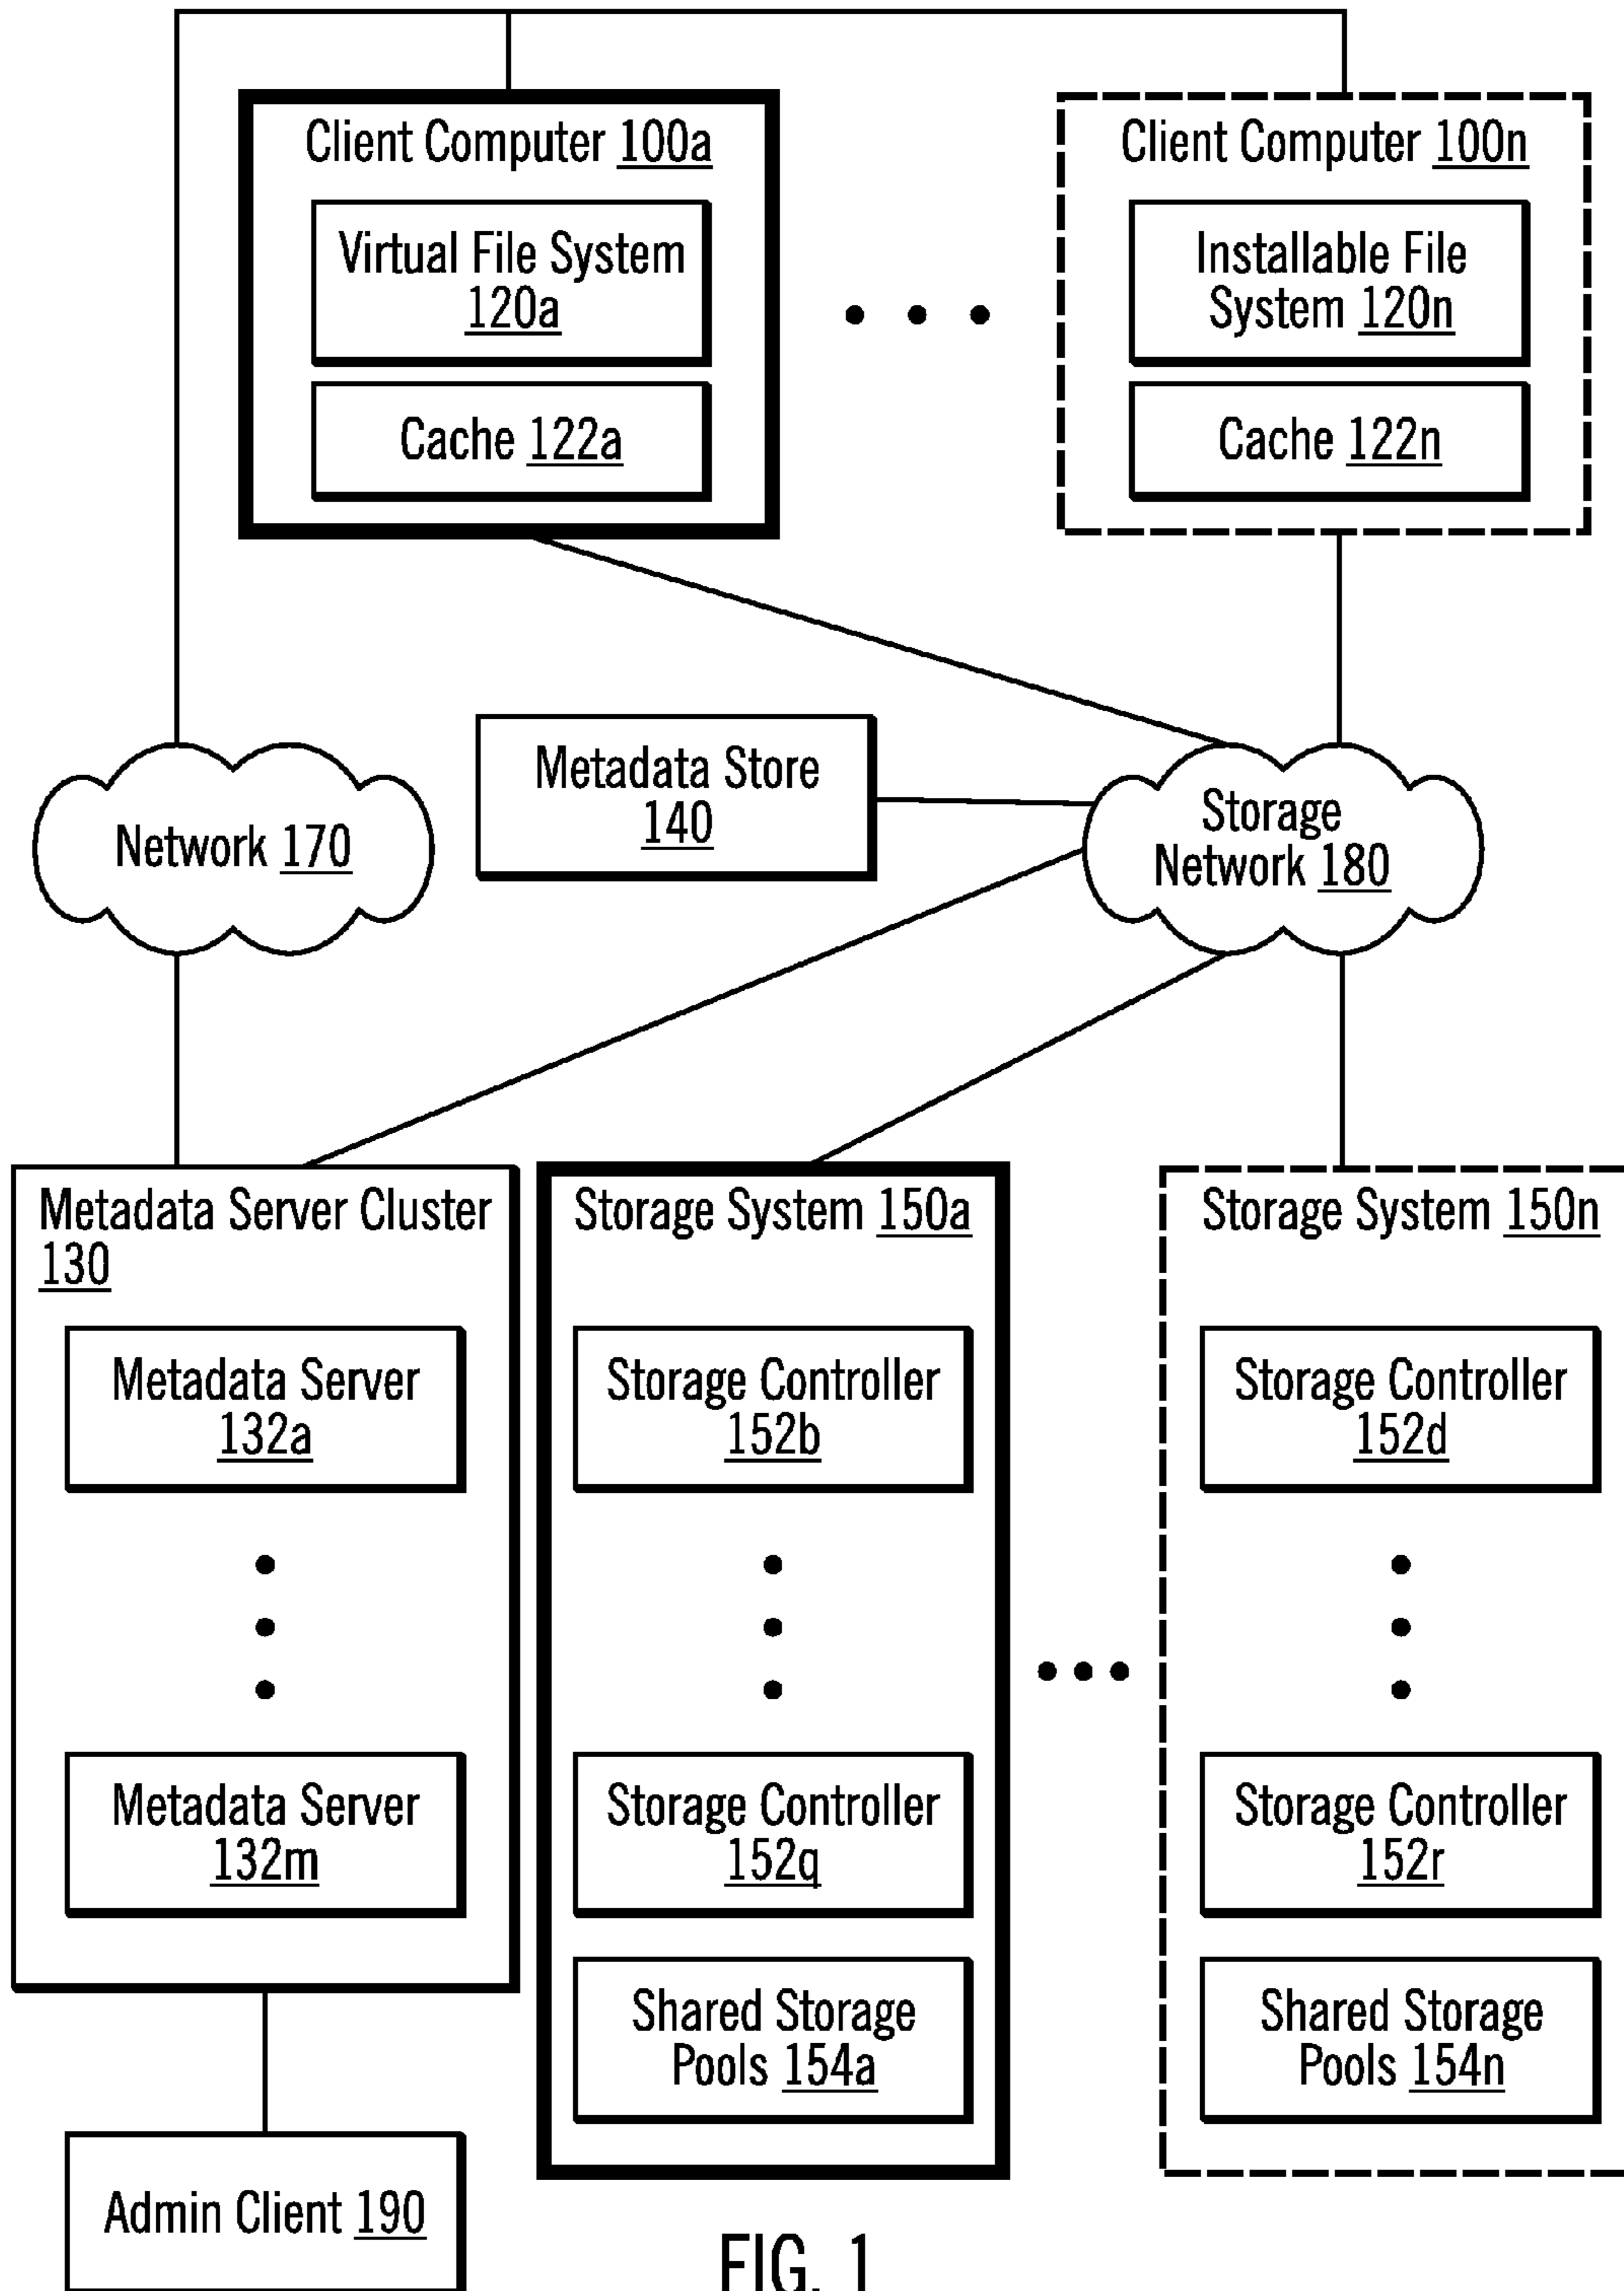 Client Computer 100a
Virtual File System
120a
Cache 122a
Client Computer 100n
Installable File
System 120n
Cache 122n
Metadata Store
140
Network 170
Storage
Network 180
Metadata Server Cluster
130
Metadata Server
132a
Metadata Server
132m
Storage System 150a
Storage Controller
152b
Storage Controller
152q
Shared Storage
Pools 154a
Storage System 150n
Storage Controller
152d
Storage Controller
152r
Shared Storage
Pools 154n
Admin Client 190
FIG. 1